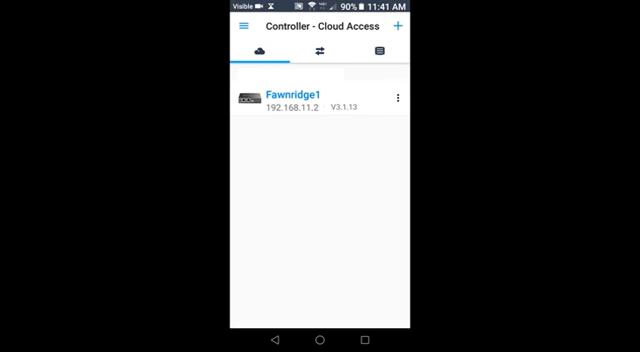 Visible 90% 11:41 AM
Controller - Cloud Access
Fawnridge1
192.168.11.2 V3.1.13